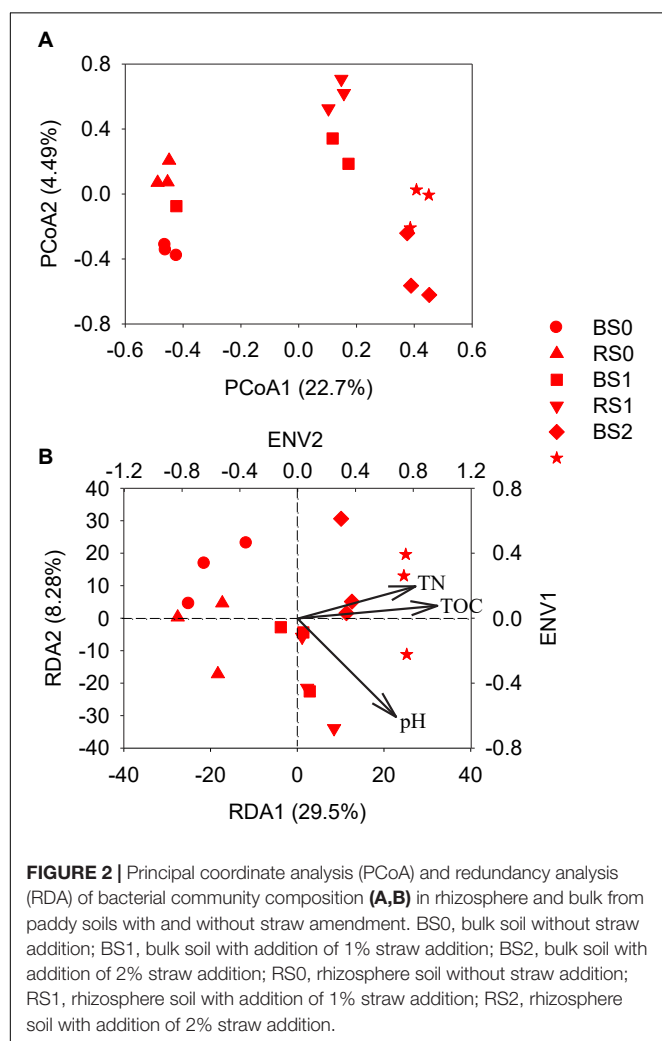 A
0.8
0.4
0.0
-0.4
-0.8
PCoA2 (4.49%)
-0.6 -0.4 -0.2 0.0 0.2 0.4 0.6
PCoA1 (22.7%)
BS0
RS0
BS1
RS1
BS2
B
ENV2
-1.2 -0.8 -0.4 0.0 0.4 0.8 1.2
40
30
20
10
0
-10
-20
-30
-40
RDA2 (8.28%)
TN
TOC
pH
0.8
0.4
0.0
-0.4
-0.8
ENV1
-40 -20 0 20 40
RDA1 (29.5%)
FIGURE 2 | Principal coordinate analysis (PCoA) and redundancy analysis
(RDA) of bacterial community composition (A,B) in rhizosphere and bulk from
paddy soils with and without straw amendment. BS0, bulk soil without straw
addition; BS1, bulk soil with addition of 1% straw addition; BS2, bulk soil with
addition of 2% straw addition; RS0, rhizosphere soil without straw addition;
RS1, rhizosphere soil with addition of 1% straw addition; RS2, rhizosphere
soil with addition of 2% straw addition.